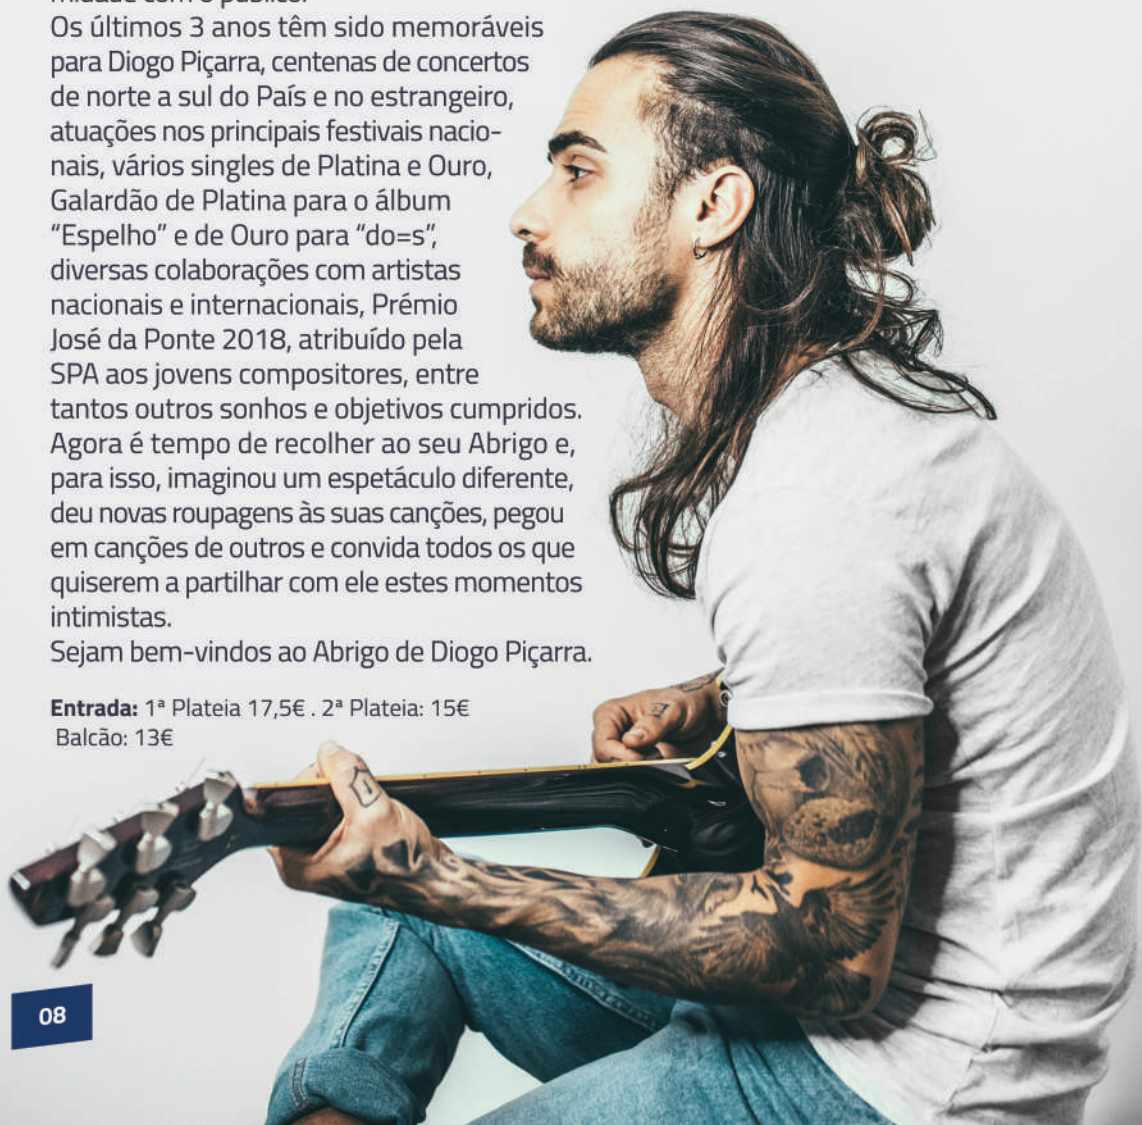 midade com o público.
Os últimos 3 anos têm sido memoráveis
para Diogo Piçarra, centenas de concertos
de norte a sul do País e no estrangeiro,
atuações nos principais festivais nacio-
nais, vários singles de Platina e Ouro,
Galardão de Platina para o álbum
“Espelho” e de Ouro para “do=s”,
diversas colaborações com artistas
nacionais e internacionais, Prémio
José da Ponte 2018, atribuído pela
SPA aos jovens compositores, entre
tantos outros sonhos e objetivos cumpridos.
Agora é tempo de recolher ao seu Abrigo e,
para isso, imaginou um espetáculo diferente,
deu novas roupagens às suas canções, pegou
em canções de outros e convida todos os que
quiserem a partilhar com ele estes momentos
intimistas.
Sejam bem-vindos ao Abrigo de Diogo Piçarra.
Entrada: 1ª Plateia 17,5€ . 2ª Plateia: 15€
Balcão: 13€
08